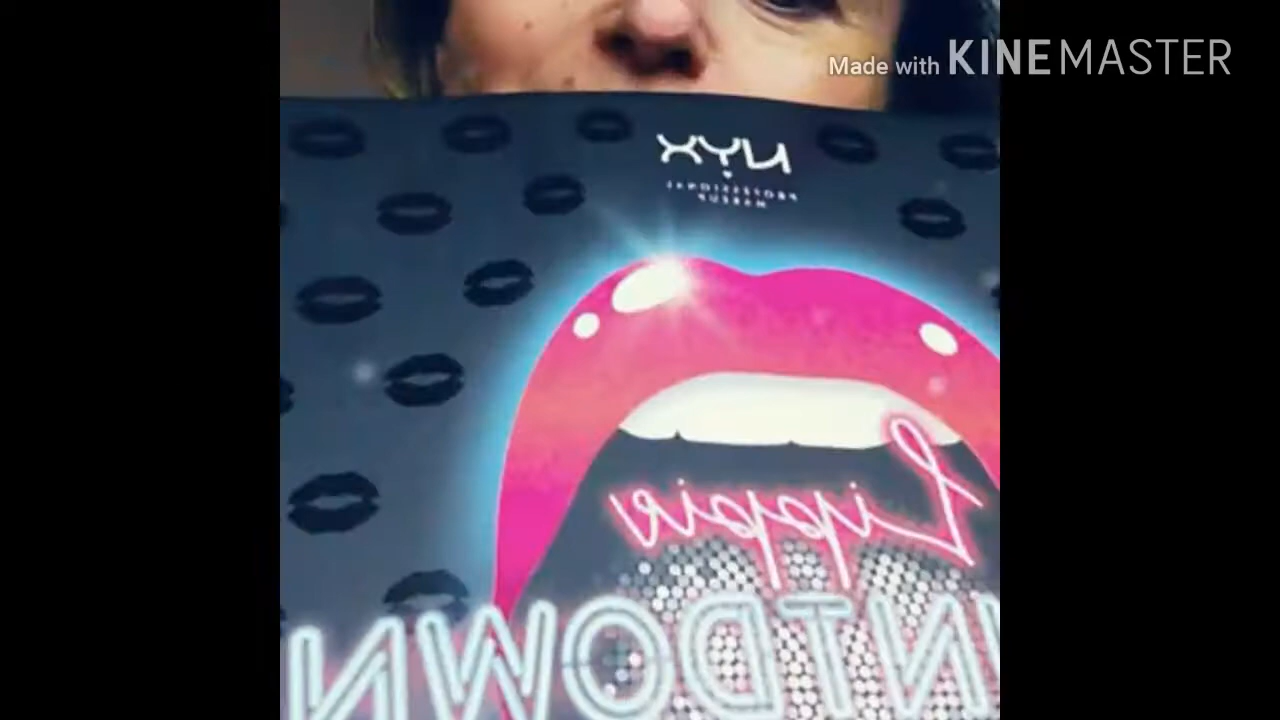 Made with KINEMASTER
NYX
PROFESSIONAL
MAKEUP
Lippie
NTDOWN